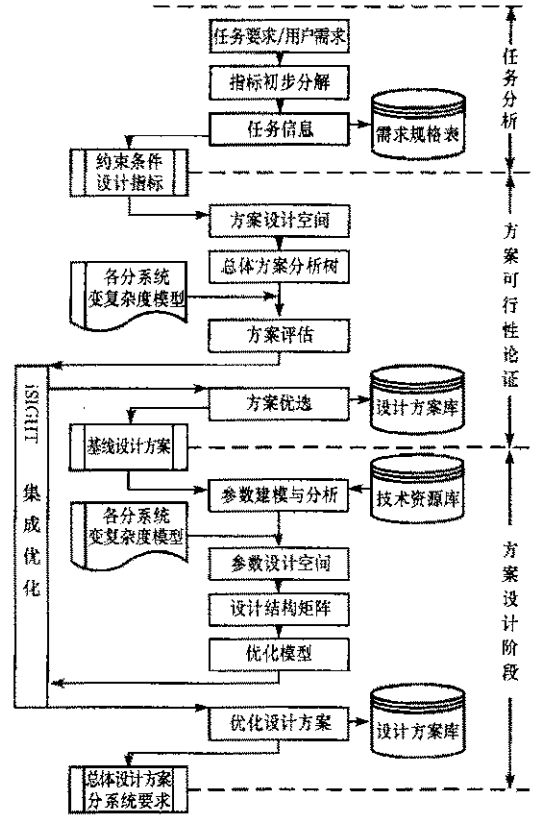 任务要求/用户需求
指标初步分解
任务信息
需求规格表
任务分析
约束条件
设计指标
方案设计空间
总体方案分析树
各分系统
变复杂度模型
方案评估
方案可行性论证
iSIGHT 集成优化
方案优选
设计方案库
基线设计方案
参数建模与分析
技术资源库
各分系统
变复杂度模型
参数设计空间
设计结构矩阵
优化模型
方案设计阶段
优化设计方案
设计方案库
总体设计方案
分系统要求